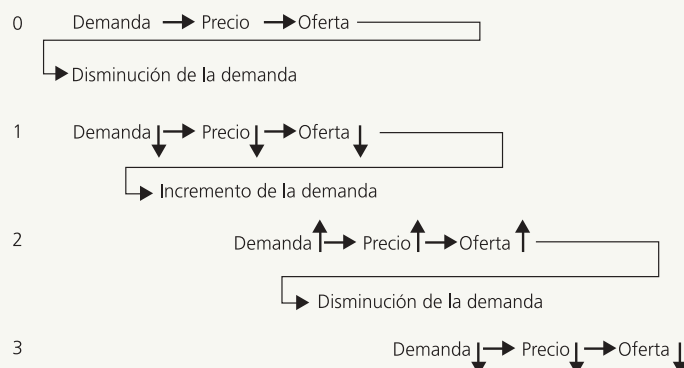 0 Demanda Precio Oferta
Disminución de la demanda
1 Demanda Precio Oferta
Incremento de la demanda
2 Demanda Precio Oferta
Disminución de la demanda
3 Demanda Precio Oferta